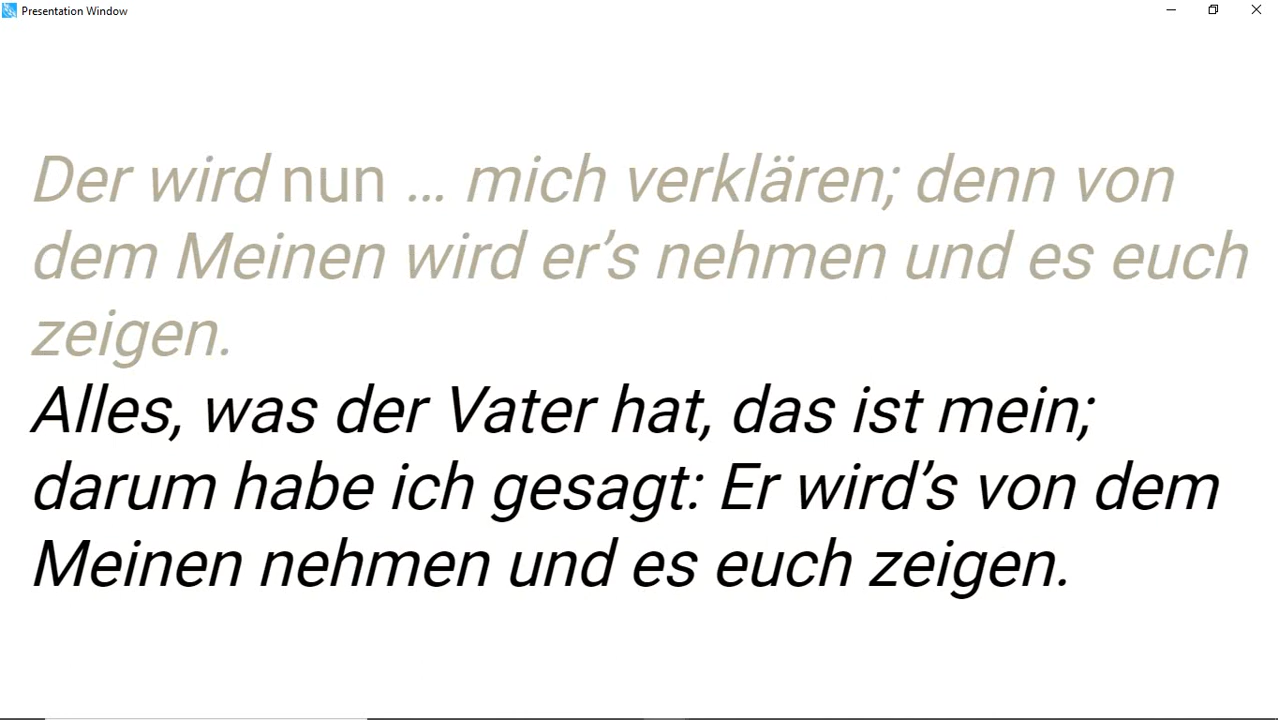 Presentation Window
Der wird nun … mich verklären; denn von
dem Meinen wird er’s nehmen und es euch
zeigen.
Alles, was der Vater hat, das ist mein;
darum habe ich gesagt: Er wird’s von dem
Meinen nehmen und es euch zeigen.